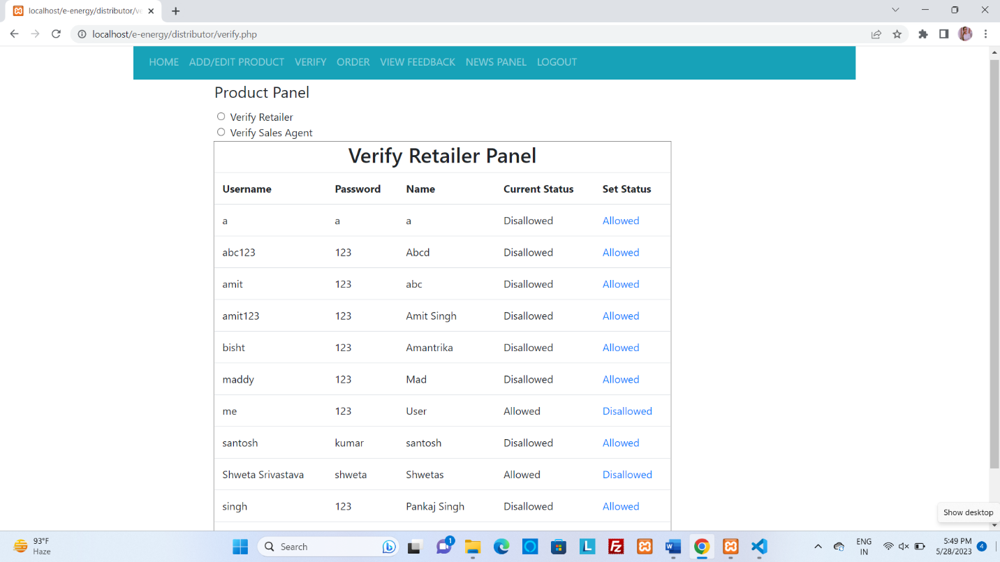 localhost/e-energy/distributor/ve
localhost/e-energy/distributor/verify.php
HOME ADD/EDIT PRODUCT VERIFY ORDER VIEW FEEDBACK NEWS PANEL LOGOUT
Product Panel
Verify Retailer
Verify Sales Agent
Verify Retailer Panel
Username Password Name Current Status Set Status
a a a Disallowed Allowed
abc123 123 Abcd Disallowed Allowed
amit 123 abc Disallowed Allowed
amit123 123 Amit Singh Disallowed Allowed
bisht 123 Amantrika Disallowed Allowed
maddy 123 Mad Disallowed Allowed
me 123 User Allowed Disallowed
santosh kumar santosh Disallowed Allowed
Shweta Srivastava shweta Shwetas Allowed Disallowed
singh 123 Pankaj Singh Disallowed Allowed
Show desktop
93°F
Haze
Search
1
L
Fz
W
ENG
IN
5:49 PM
5/28/2023
4